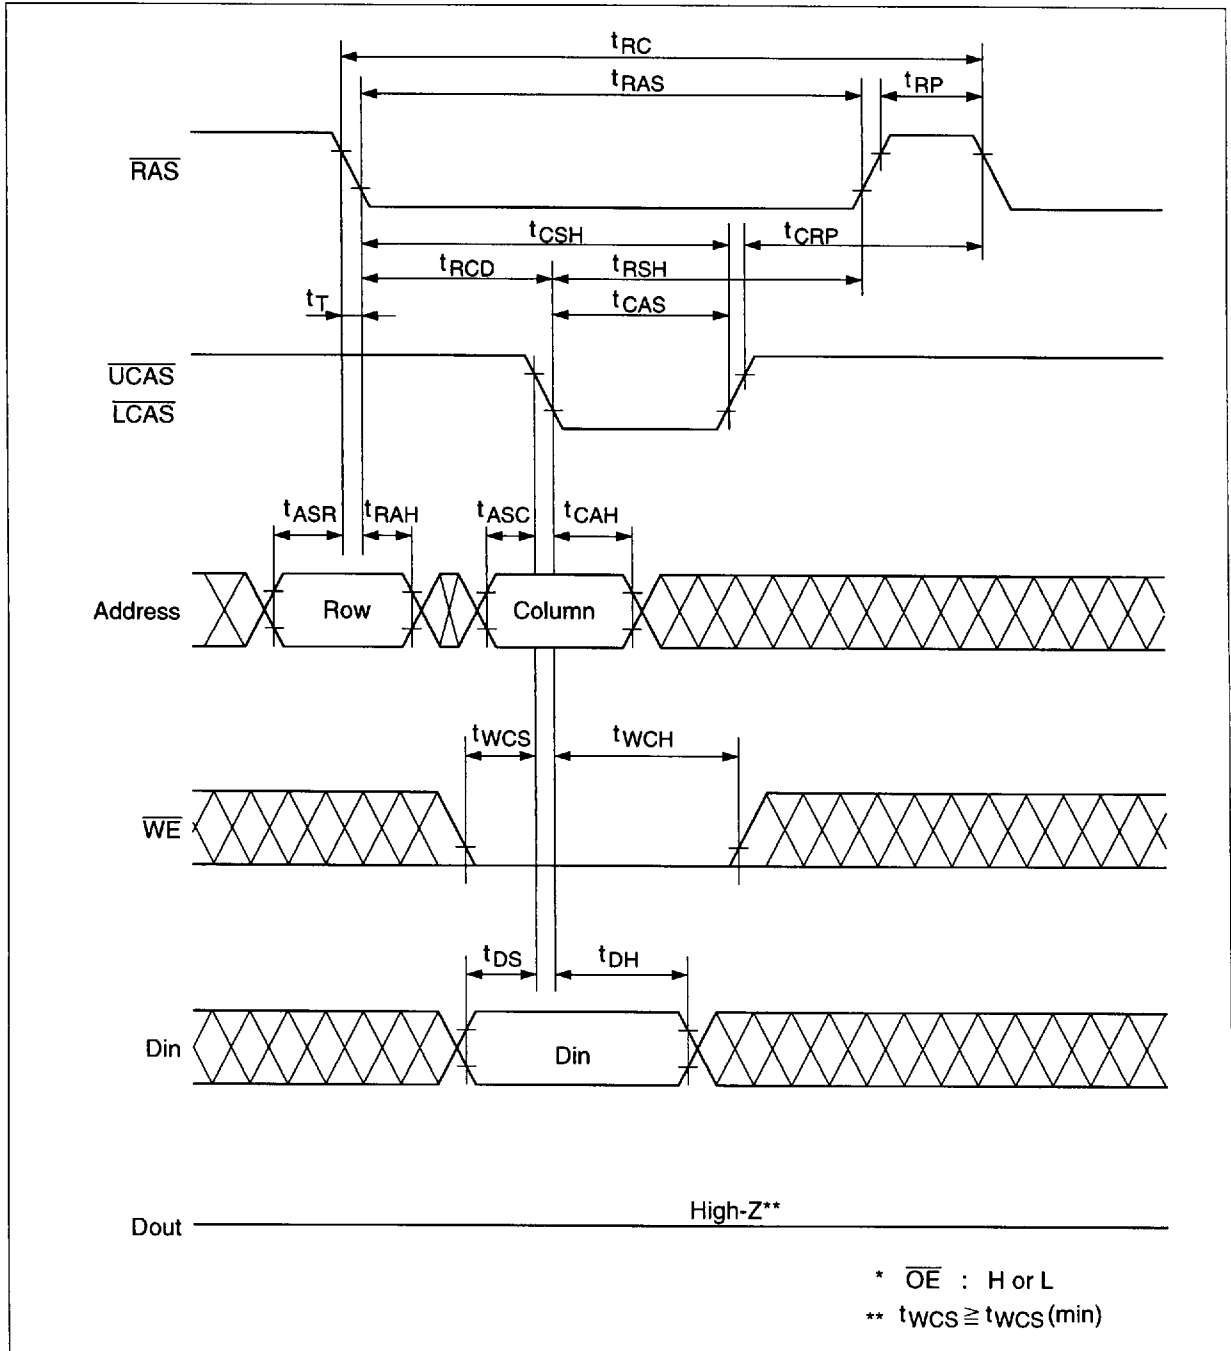 tRC
tRAS
tRP
RAS
tCSH
tCRP
tRCD
tRSH
tT
tCAS
UCAS
LCAS
tASR
tRAH
tASC
tCAH
Address
Row
Column
tWCS
tWCH
WE
tDS
tDH
Din
Din
High-Z**
Dout
* OE : H or L
** tWCS ≧ tWCS(min)